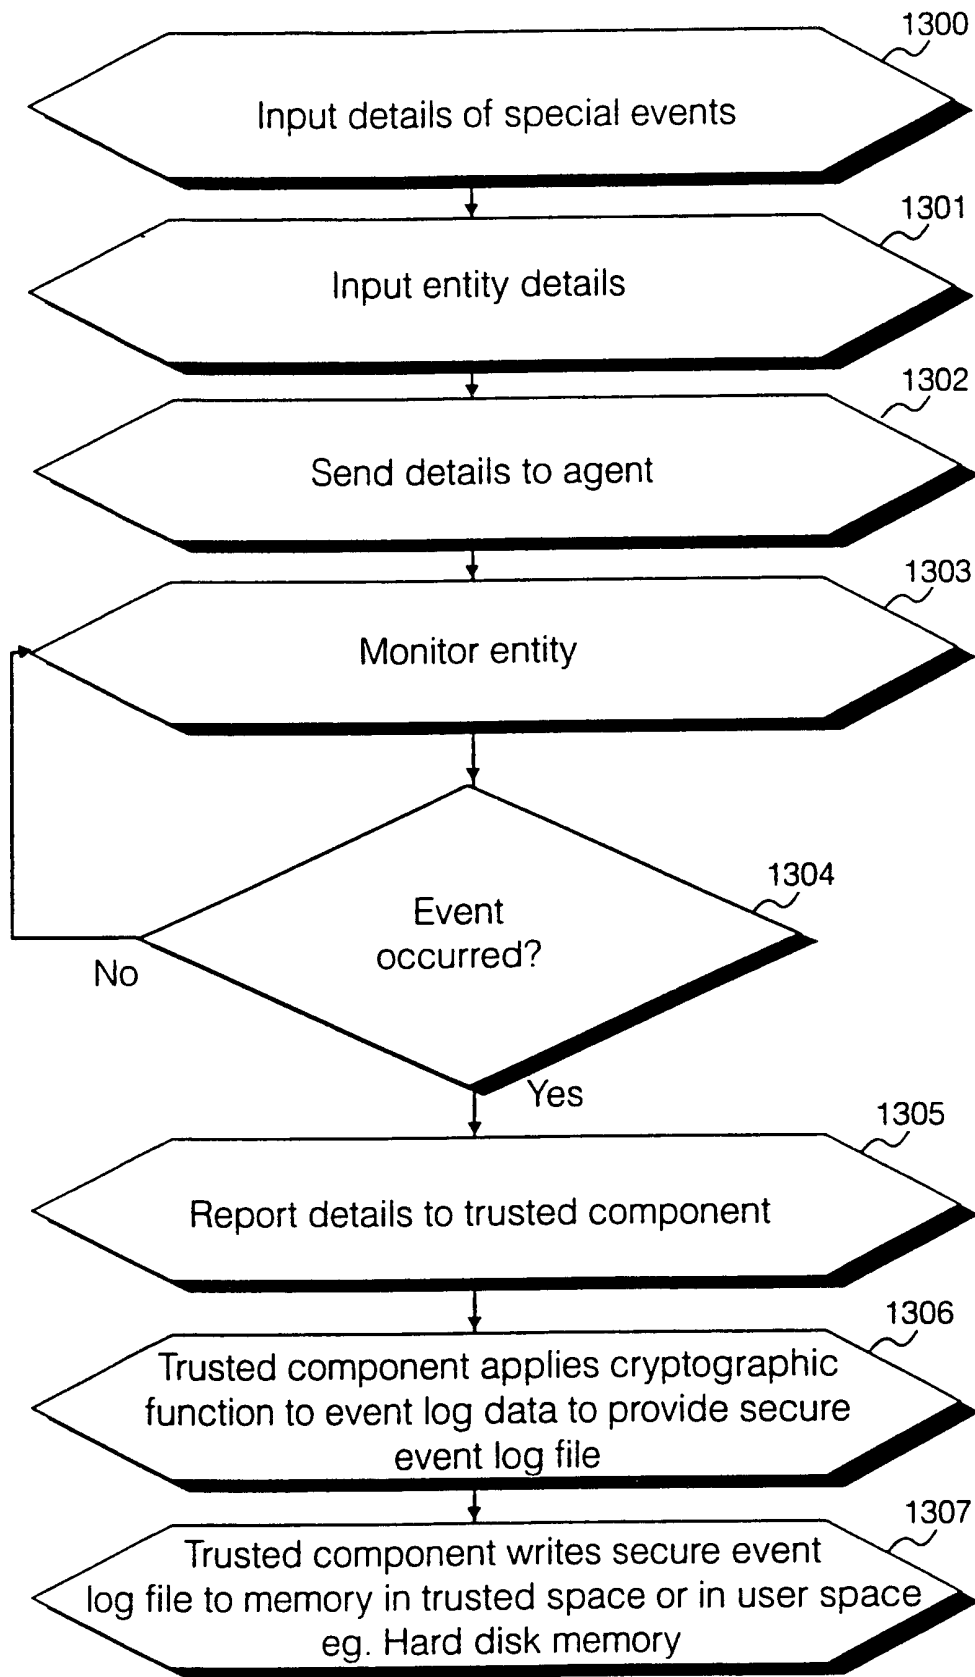 1300
Input details of special events
1301
Input entity details
1302
Send details to agent
1303
Monitor entity
1304
Event
occurred?
No
Yes
1305
Report details to trusted component
1306
Trusted component applies cryptographic
function to event log data to provide secure
event log file
1307
Trusted component writes secure event
log file to memory in trusted space or in user space
eg. Hard disk memory